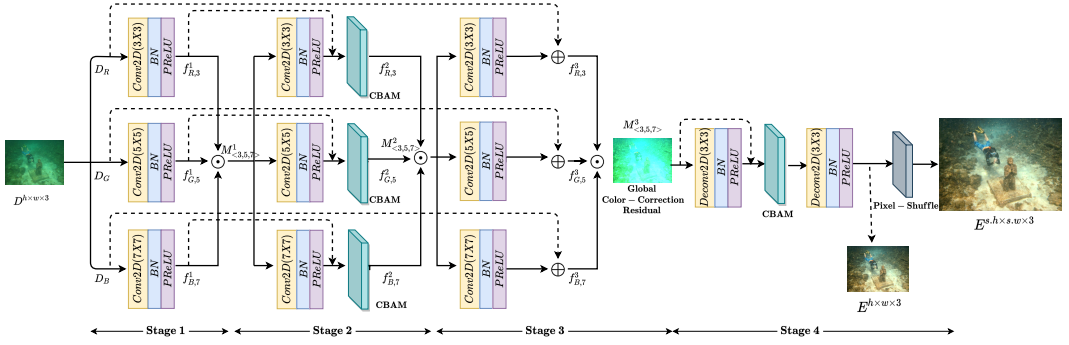 D_R
Conv2D(3X3)
BN
PReLU
f^1_{R,3}
Conv2D(3X3)
BN
PReLU
CBAM
f^2_{R,3}
Conv2D(3X3)
BN
PReLU
f^3_{R,3}
D^{h×w×3}
D_G
Conv2D(5X5)
BN
PReLU
f^1_{G,5}
M^1_{<3,5,7>}
Conv2D(5X5)
BN
PReLU
CBAM
f^2_{G,5}
M^2_{<3,5,7>}
Conv2D(5X5)
BN
PReLU
f^3_{G,5}
M^3_{<3,5,7>}
Global
Color – Correction
Residual
Deconv2D(3X3)
BN
PReLU
CBAM
Deconv2D(3X3)
BN
PReLU
Pixel – Shuffle
E^{s.h×s.w×3}
E^{h×w×3}
D_B
Conv2D(7X7)
BN
PReLU
f^1_{B,7}
Conv2D(7X7)
BN
PReLU
CBAM
f^2_{B,7}
Conv2D(7X7)
BN
PReLU
f^3_{B,7}
Stage 1
Stage 2
Stage 3
Stage 4